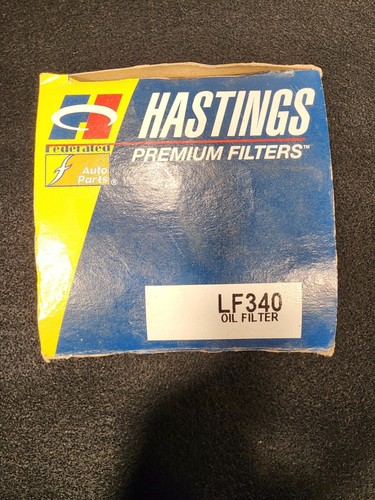 HASTINGS
PREMIUM FILTERS™
H
Federated
f Auto
Parts®
LF340
OIL FILTER